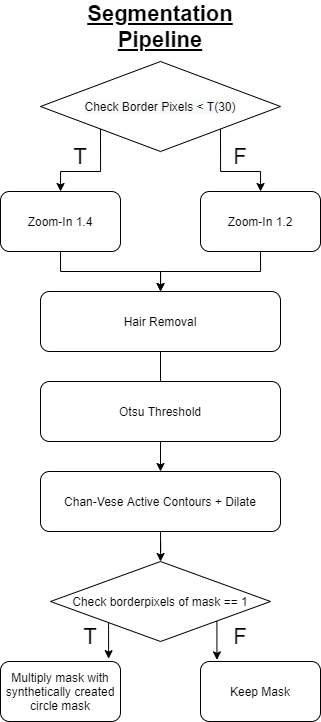 Segmentation
Pipeline
Check Border Pixels < T(30)
T
F
Zoom-In 1.4
Zoom-In 1.2
Hair Removal
Otsu Threshold
Chan-Vese Active Contours + Dilate
Check borderpixels of mask == 1
T
F
Multiply mask with
synthetically created
circle mask
Keep Mask